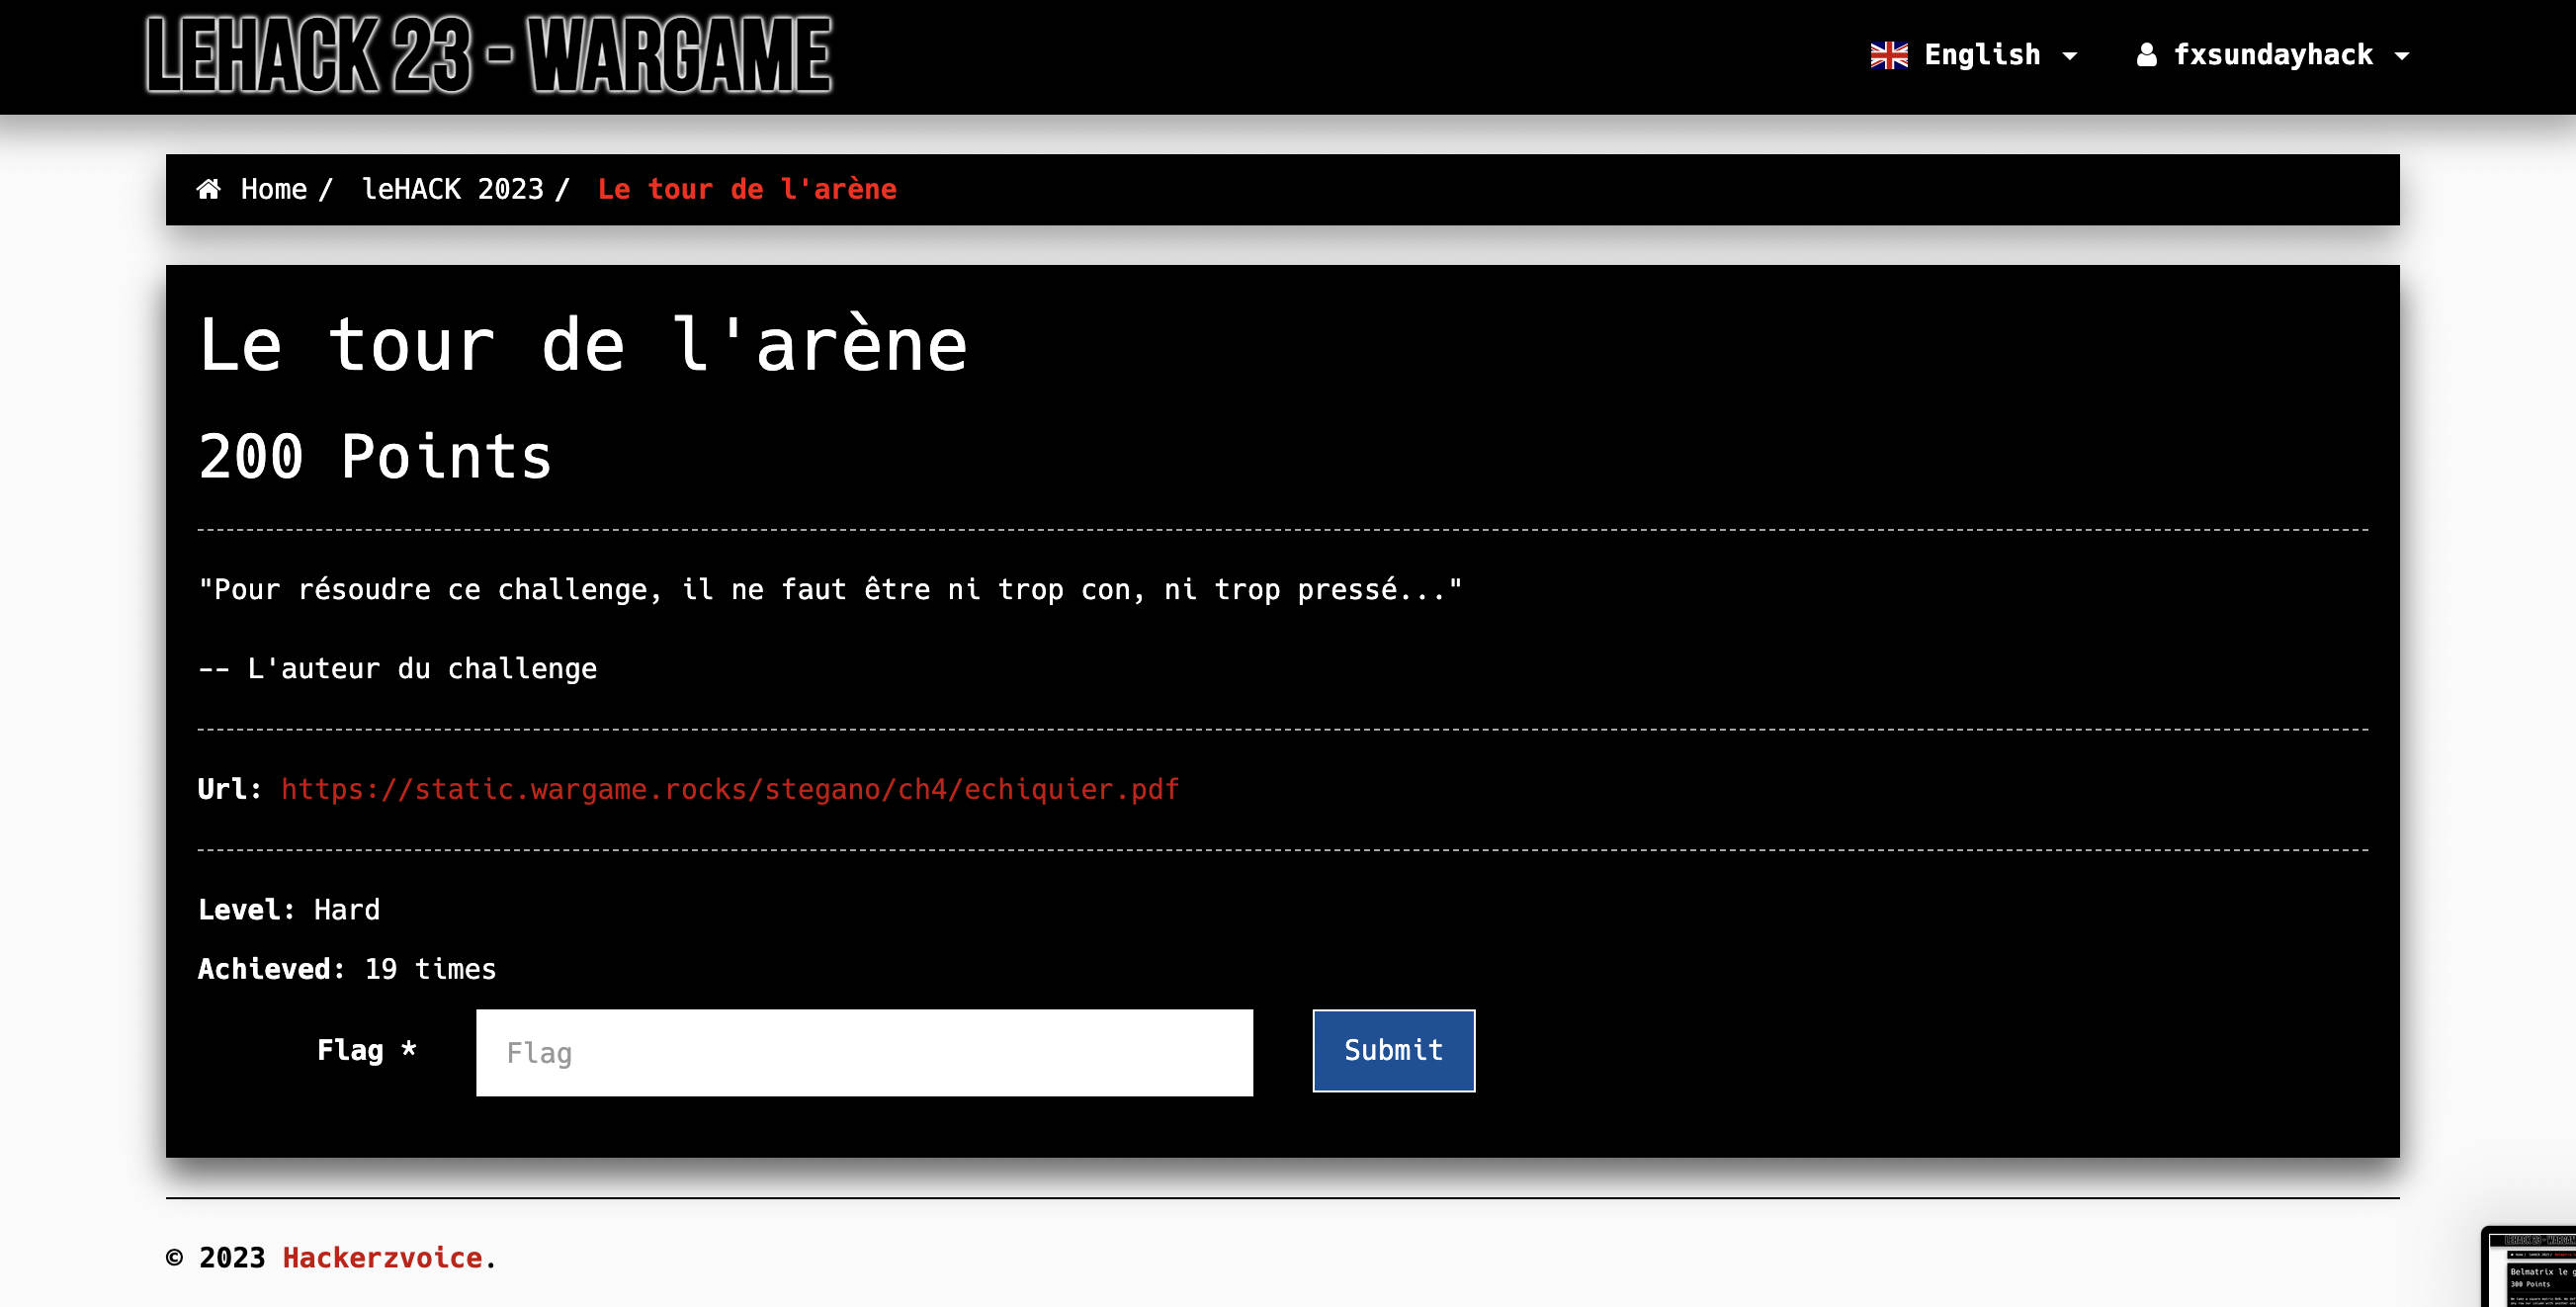 LEHACK 23 - WARGAME
English
fxsundayhack
Home / leHACK 2023 / Le tour de l'arène
Le tour de l'arène
200 Points
"Pour résoudre ce challenge, il ne faut être ni trop con, ni trop pressé..."
-- L'auteur du challenge
Url: https://static.wargame.rocks/stegano/ch4/echiquier.pdf
Level: Hard
Achieved: 19 times
Flag *
Flag
Submit
© 2023 Hackerzvoice.
LEHACK 23 - WARGAM
Belmatrix le g
300 Points